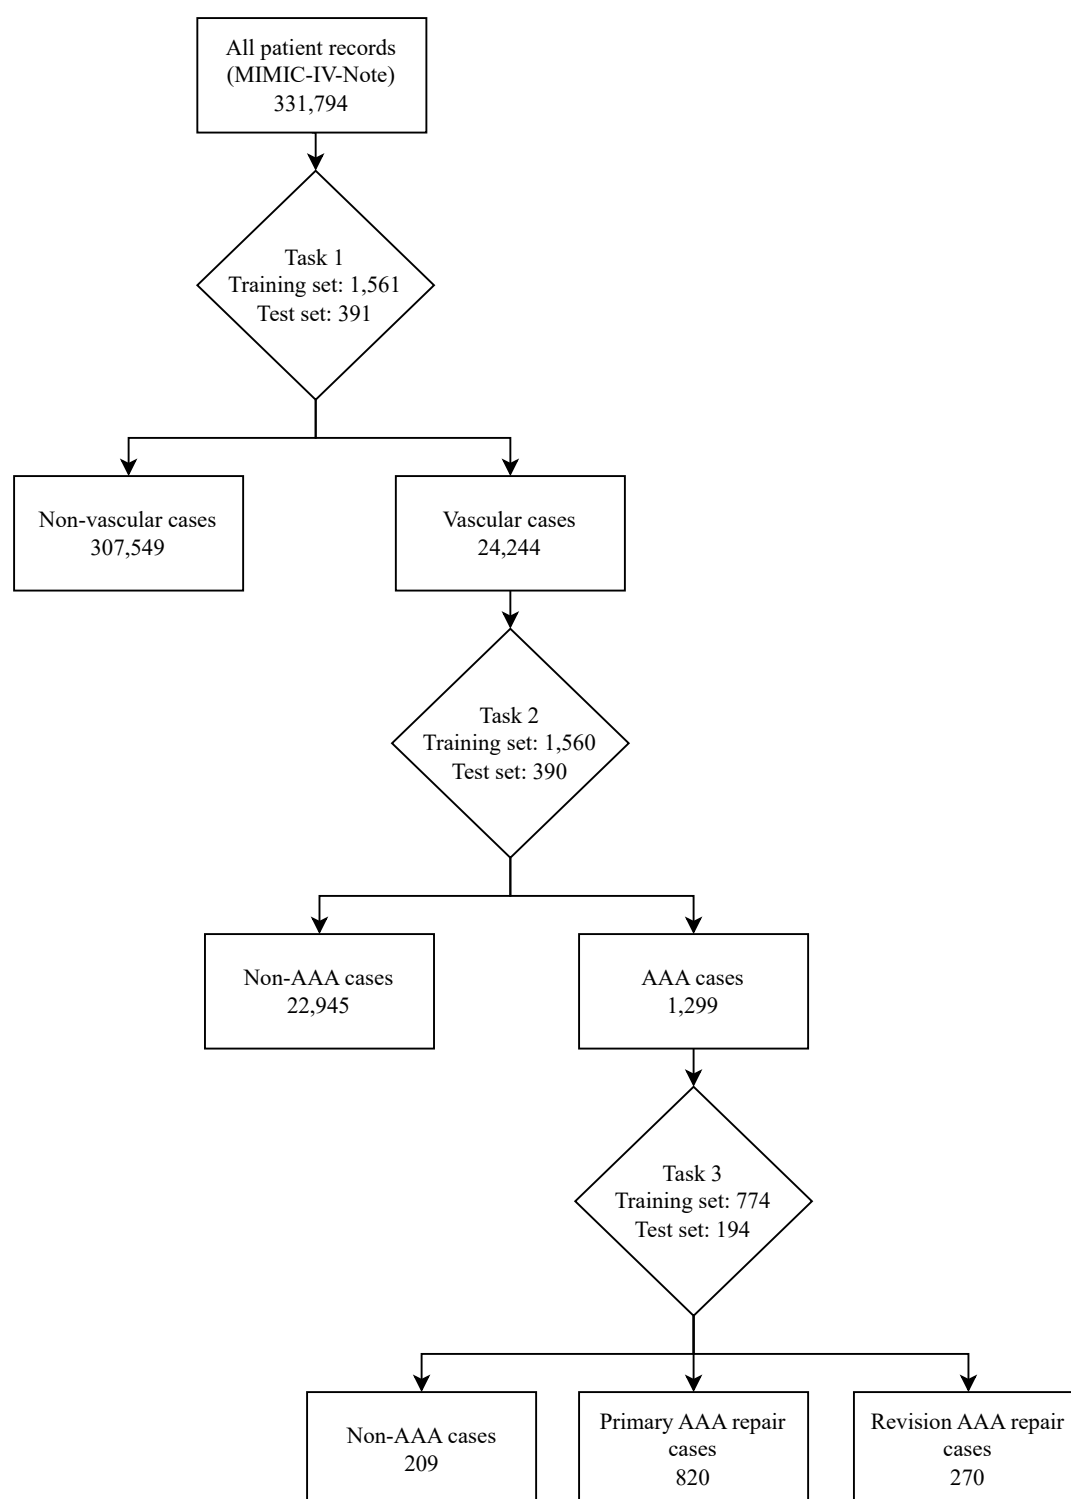 All patient records
(MIMIC-IV-Note)
331,794
Task 1
Training set: 1,561
Test set: 391
Non-vascular cases
307,549
Vascular cases
24,244
Task 2
Training set: 1,560
Test set: 390
Non-AAA cases
22,945
AAA cases
1,299
Task 3
Training set: 774
Test set: 194
Non-AAA cases
209
Primary AAA repair
cases
820
Revision AAA repair
cases
270